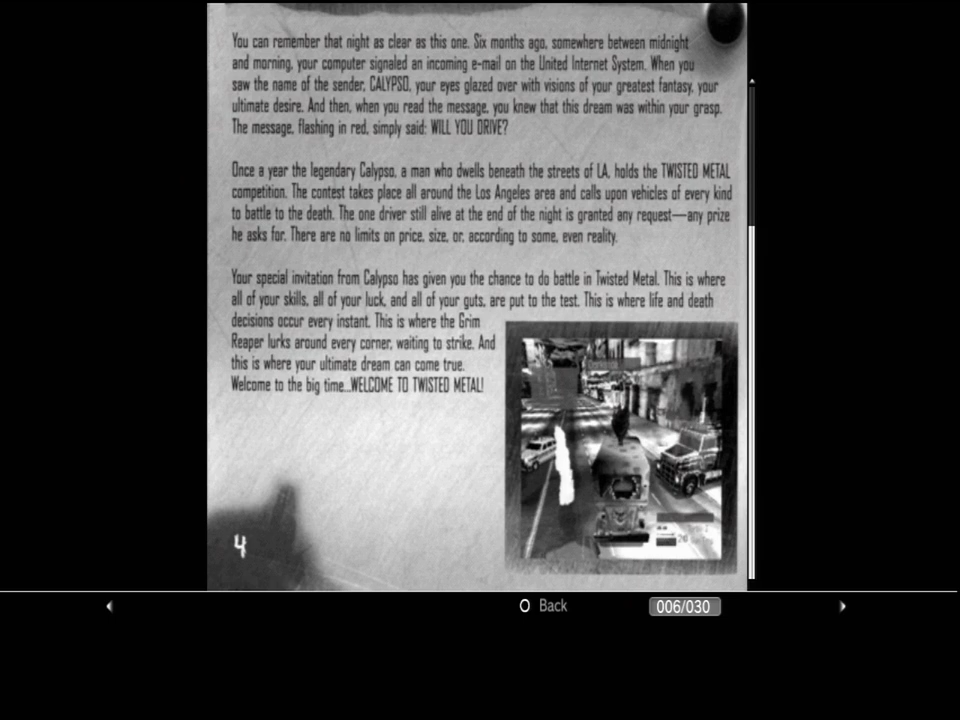 You can remember that night as clear as this one. Six months ago, somewhere between midnight
and morning, your computer signaled an incoming e-mail on the United Internet System. When you
saw the name of the sender, CALYPSO, your eyes glazed over with visions of your greatest fantasy, your
ultimate desire. And then, when you read the message, you knew that this dream was within your grasp.
The message, flashing in red, simply said: WILL YOU DRIVE?
Once a year the legendary Calypso, a man who dwells beneath the streets of LA, holds the TWISTED METAL
competition. The contest takes place all around the Los Angeles area and calls upon vehicles of every kind
to battle to the death. The one driver still alive at the end of the night is granted any request—any prize
he asks for. There are no limits on price, size, or, according to some, even reality.
Your special invitation from Calypso has given you the chance to do battle in Twisted Metal. This is where
all of your skills, all of your luck, and all of your guts, are put to the test. This is where life and death
decisions occur every instant. This is where the Grim
Reaper lurks around every corner, waiting to strike. And
this is where your ultimate dream can come true.
Welcome to the big time...WELCOME TO TWISTED METAL!
4
O Back
006/030